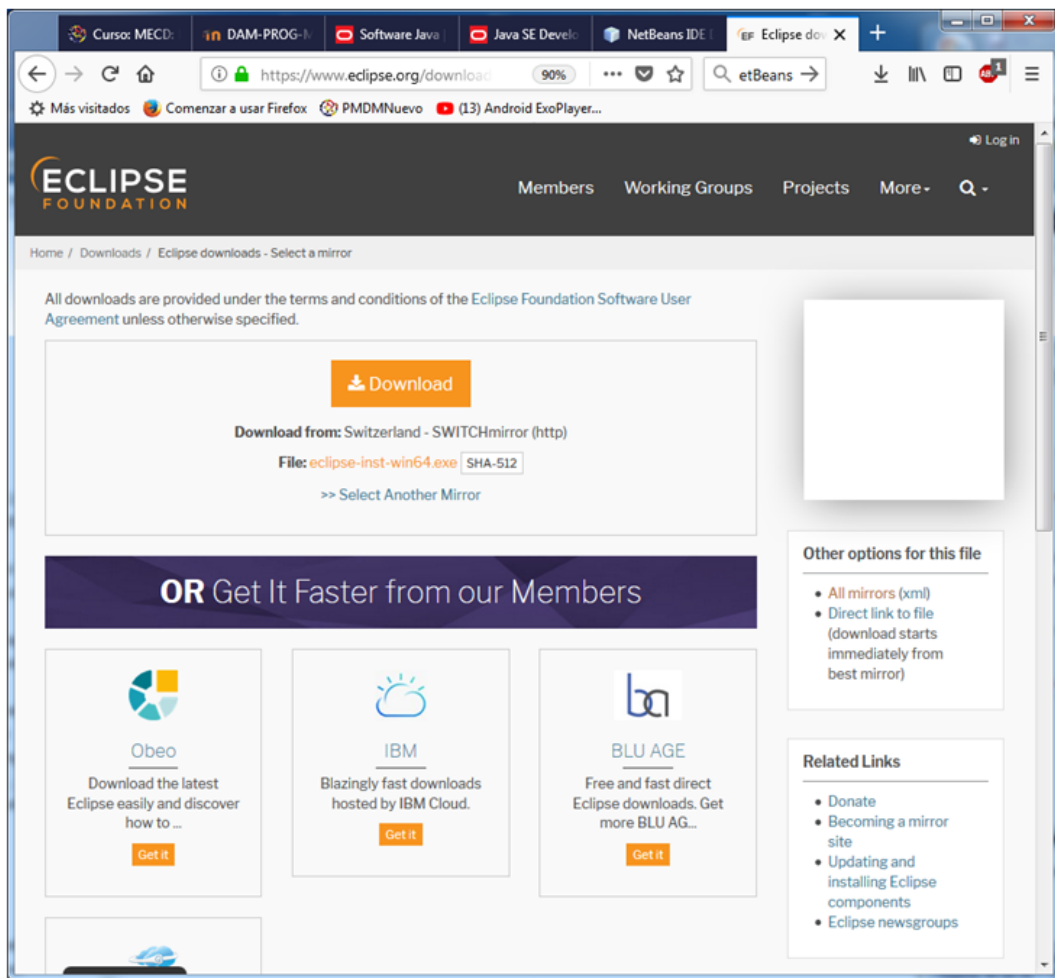 Curso: MECD:
DAM-PROG-M
Software Java |
Java SE Develo
NetBeans IDE
EF Eclipse dov
https://www.eclipse.org/download
90%
etBeans
ABP
1
Más visitados
Comenzar a usar Firefox
PMDMNuevo
(13) Android ExoPlayer...
Log in
ECLIPSE
FOUNDATION
Members
Working Groups
Projects
More
Home / Downloads / Eclipse downloads - Select a mirror
All downloads are provided under the terms and conditions of the Eclipse Foundation Software User
Agreement unless otherwise specified.
Download
Download from: Switzerland - SWITCHmirror (http)
File: eclipse-inst-win64.exe SHA-512
>> Select Another Mirror
OR Get It Faster from our Members
Obeo
Download the latest
Eclipse easily and discover
how to ...
Get it
IBM
Blazingly fast downloads
hosted by IBM Cloud.
Get it
ba
BLU AGE
Free and fast direct
Eclipse downloads. Get
more BLU AG...
Get it
Other options for this file
All mirrors (xml)
Direct link to file
(download starts
immediately from
best mirror)
Related Links
Donate
Becoming a mirror
site
Updating and
installing Eclipse
components
Eclipse newsgroups